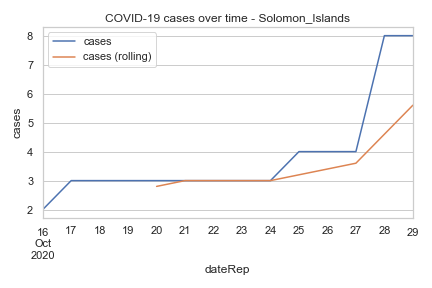 COVID-19 cases over time - Solomon_Islands
cases
cases (rolling)
8
7
6
5
4
3
2
cases
16 17 18 19 20 21 22 23 24 25 26 27 28 29
Oct
2020
dateRep